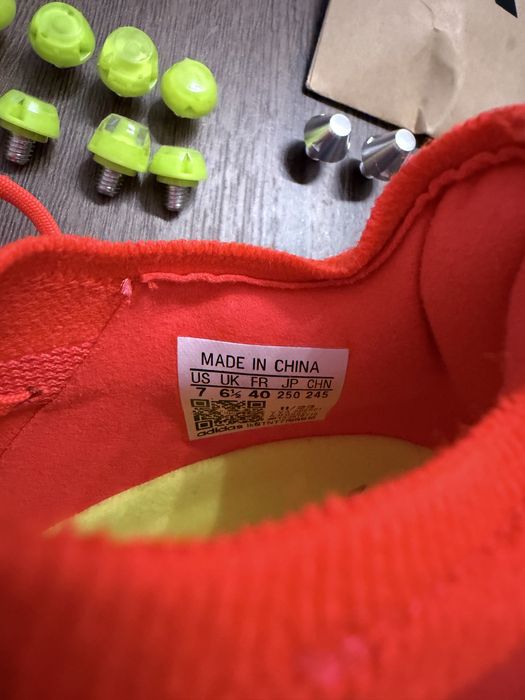 MADE IN CHINA
US UK FR JP CHN
7 6½ 40 250 245
adidas